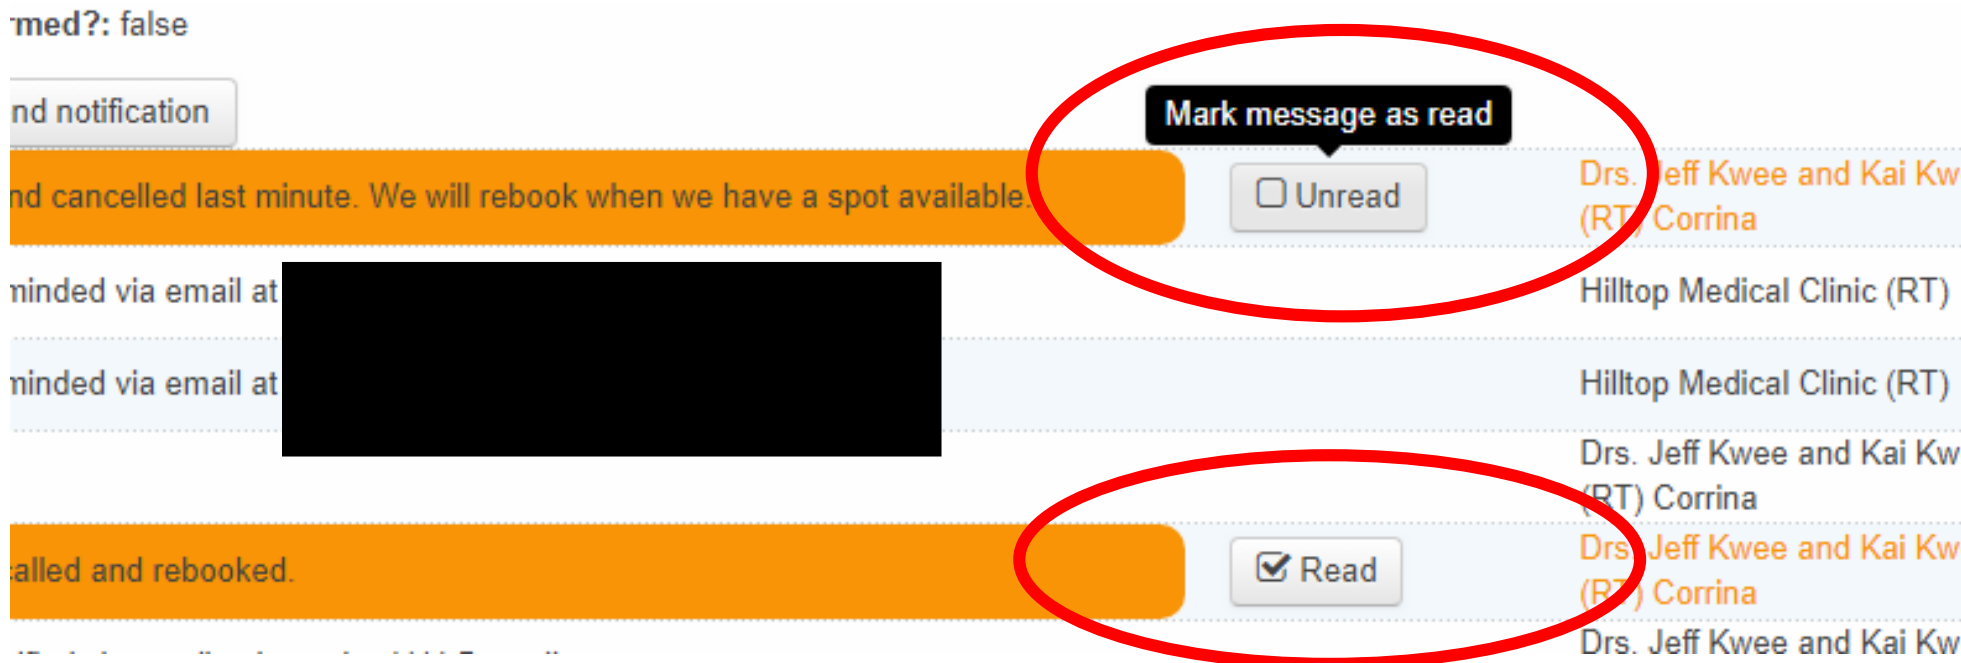 rmed?: false
nd notification
Mark message as read
nd cancelled last minute. We will rebook when we have a spot available.
Unread
Drs. Jeff Kwee and Kai Kw
(RT) Corrina
minded via email at
Hilltop Medical Clinic (RT)
minded via email at
Hilltop Medical Clinic (RT)
Drs. Jeff Kwee and Kai Kw
(RT) Corrina
alled and rebooked.
Read
Drs. Jeff Kwee and Kai Kw
(RT) Corrina
Drs. Jeff Kwee and Kai Kw